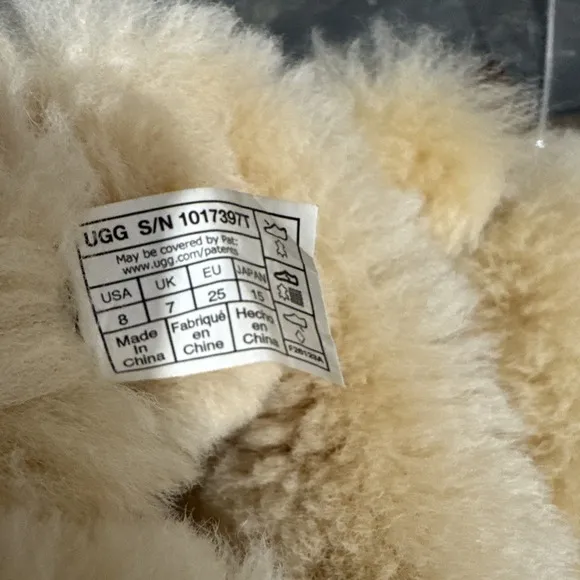 UGG S/N 1017397T
May be covered by Pat:
www.ugg.com/patents
USA UK EU JAPAN
8 7 25 15
Made in China
Fabriqué en Chine
Hecho en China